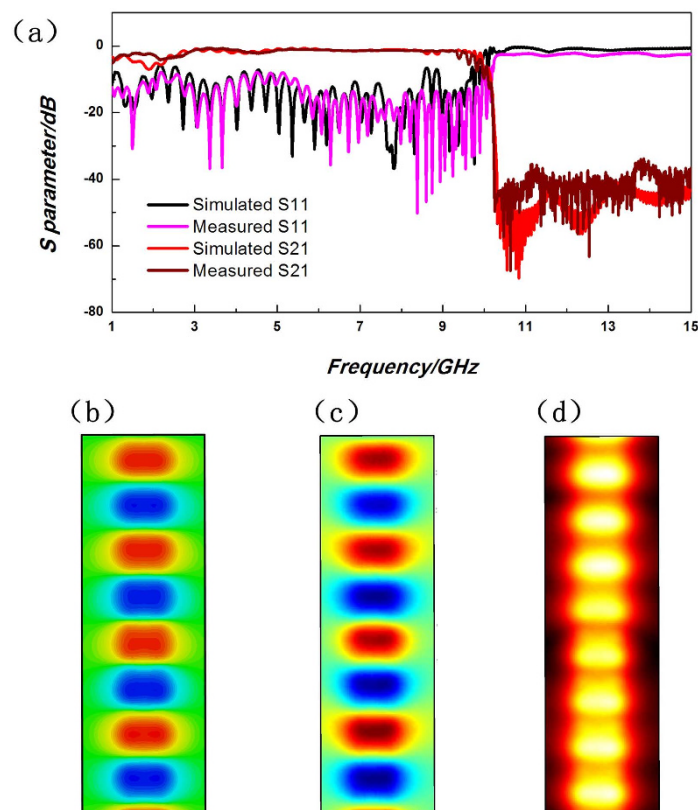 (a)
S parameter/dB
0
-20
-40
-60
-80
Simulated S11
Measured S11
Simulated S21
Measured S21
1 3 5 7 9 11 13 15
Frequency/GHz
(b) (c) (d)